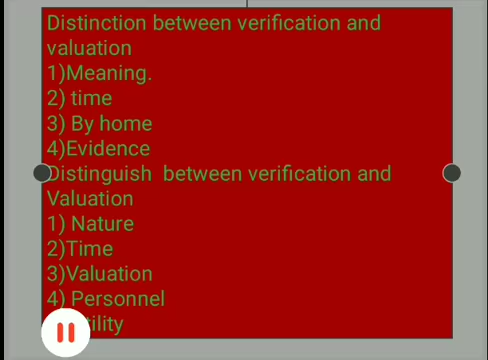 Distinction between verification and
valuation
1)Meaning.
2) time
3) By home
4)Evidence
Distinguish  between verification and
Valuation
1) Nature
2)Time
3)Valuation
4) Personnel